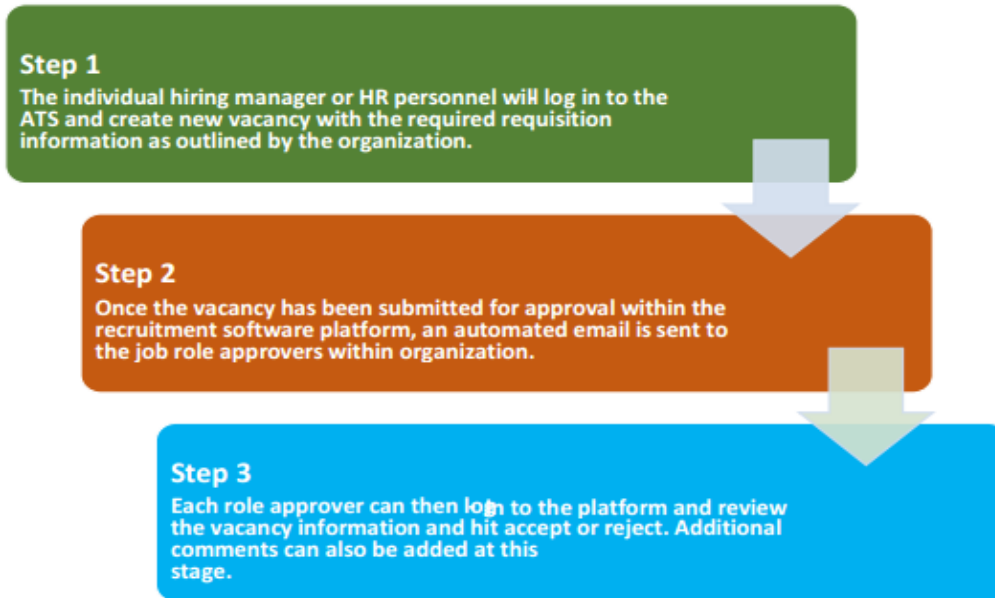 Step 1
The individual hiring manager or HR personnel will log in to the
ATS and create new vacancy with the required requisition
information as outlined by the organization.
Step 2
Once the vacancy has been submitted for approval within the
recruitment software platform, an automated email is sent to
the job role approvers within organization.
Step 3
Each role approver can then log in to the platform and review
the vacancy information and hit accept or reject. Additional
comments can also be added at this
stage.